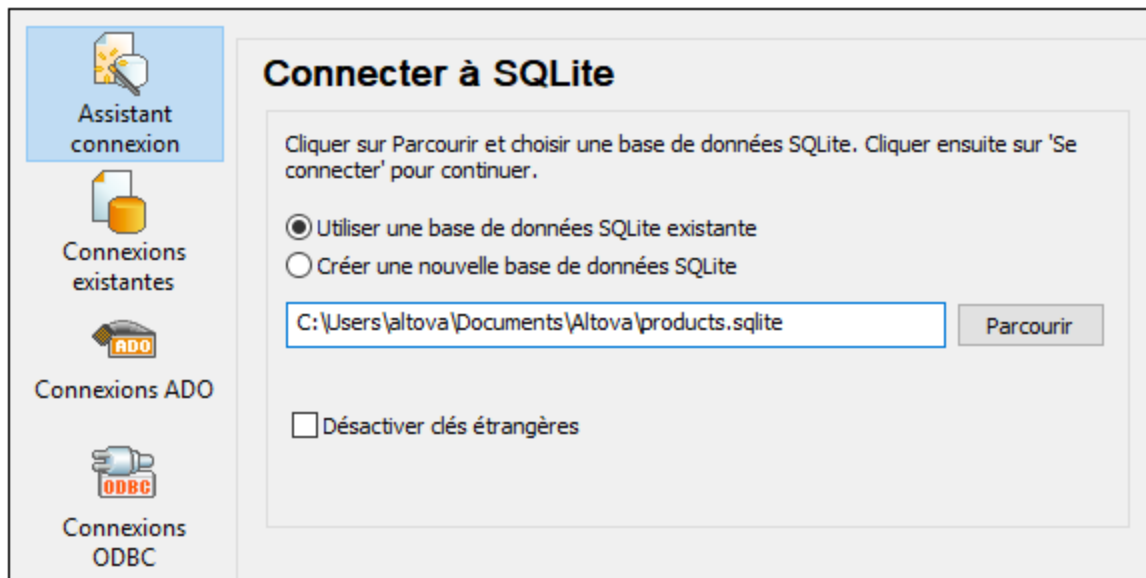 Assistant
connexion
Connexions
existantes
ADO
Connexions ADO
ODBC
Connexions
ODBC
Connecter à SQLite
Cliquer sur Parcourir et choisir une base de données SQLite. Cliquer ensuite sur 'Se
connecter' pour continuer.
Utiliser une base de données SQLite existante
Créer une nouvelle base de données SQLite
C:\Users\altova\Documents\Altova\products.sqlite
Parcourir
Désactiver clés étrangères